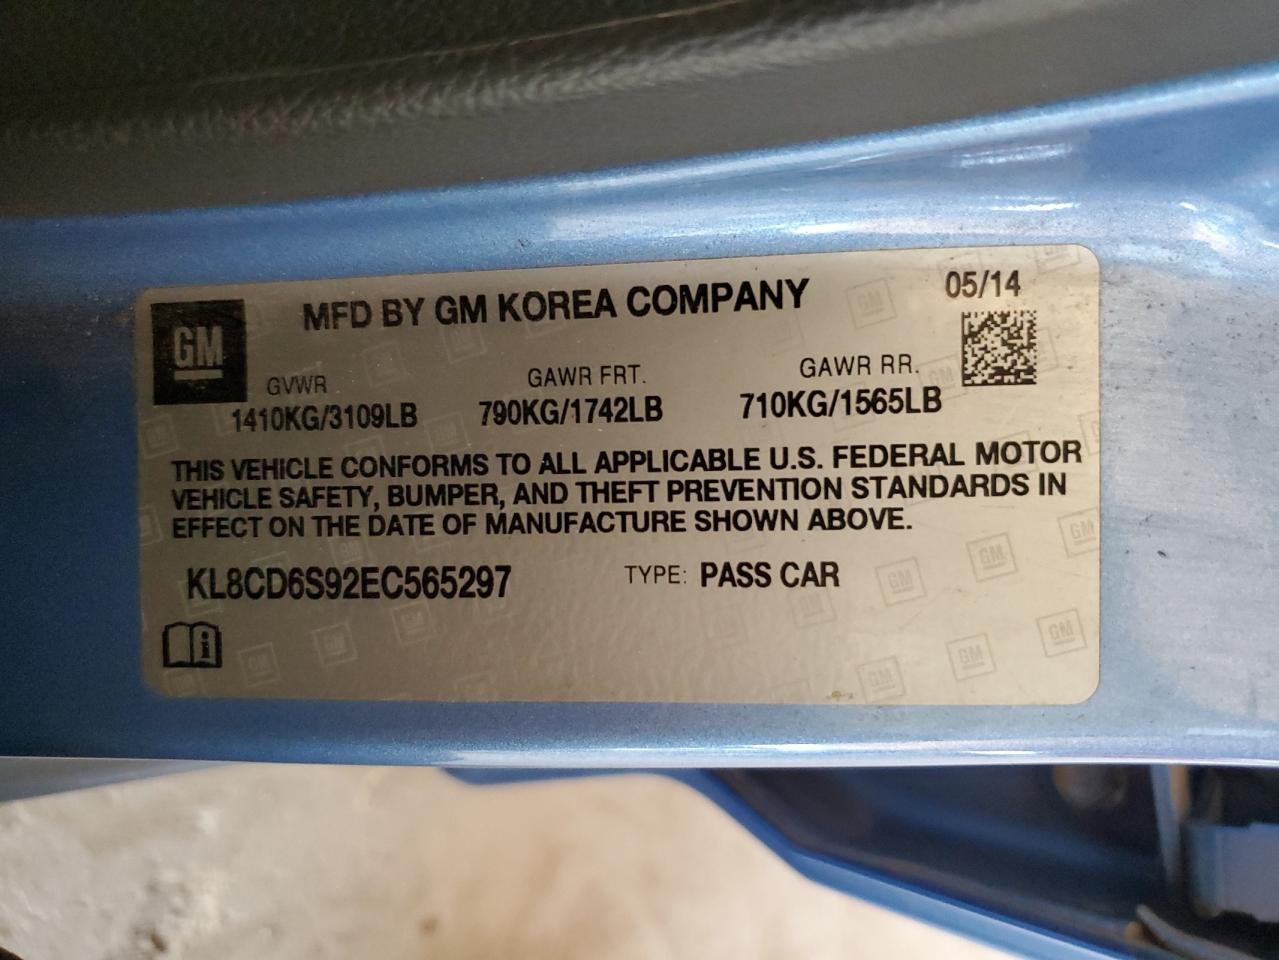 GM
MFD BY GM KOREA COMPANY
05/14
GVWR
GAWR FRT.
GAWR RR.
1410KG/3109LB
790KG/1742LB
710KG/1565LB
THIS VEHICLE CONFORMS TO ALL APPLICABLE U.S. FEDERAL MOTOR
VEHICLE SAFETY, BUMPER, AND THEFT PREVENTION STANDARDS IN
EFFECT ON THE DATE OF MANUFACTURE SHOWN ABOVE.
KL8CD6S92EC565297
TYPE: PASS CAR